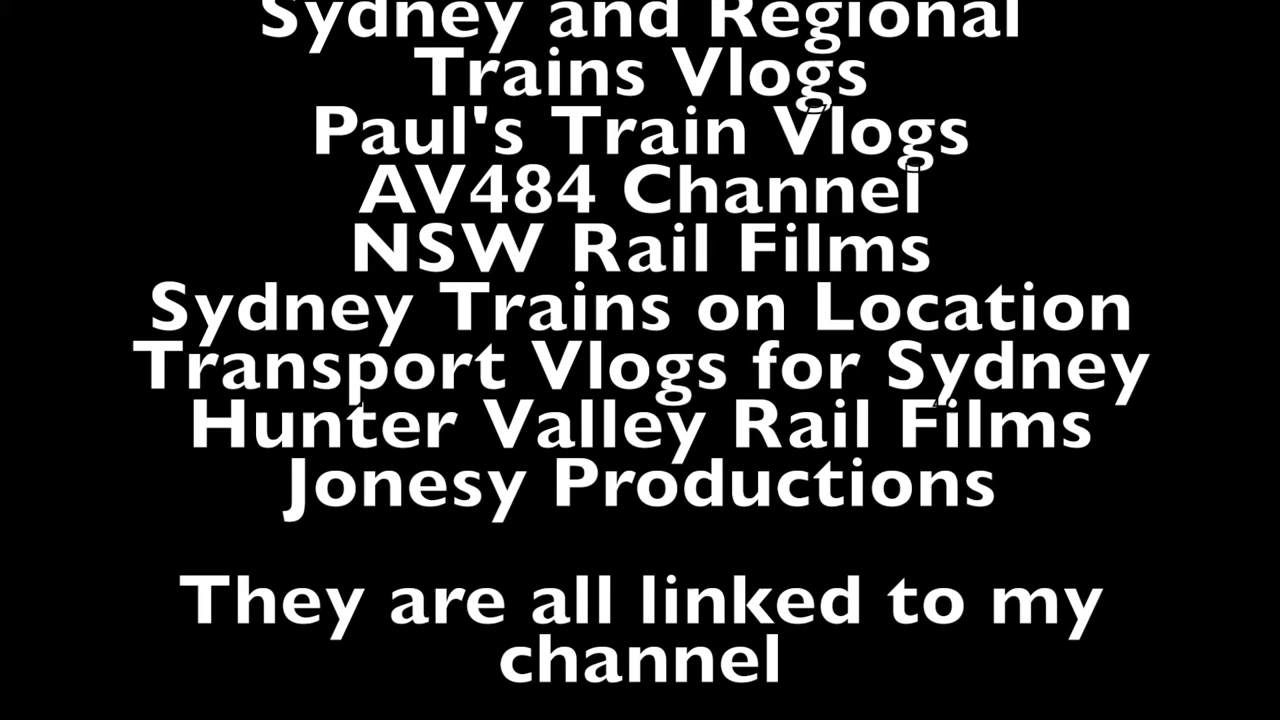 Sydney and Regional
Trains Vlogs
Paul's Train Vlogs
AV484 Channel
NSW Rail Films
Sydney Trains on Location
Transport Vlogs for Sydney
Hunter Valley Rail Films
Jonesy Productions
They are all linked to my
channel